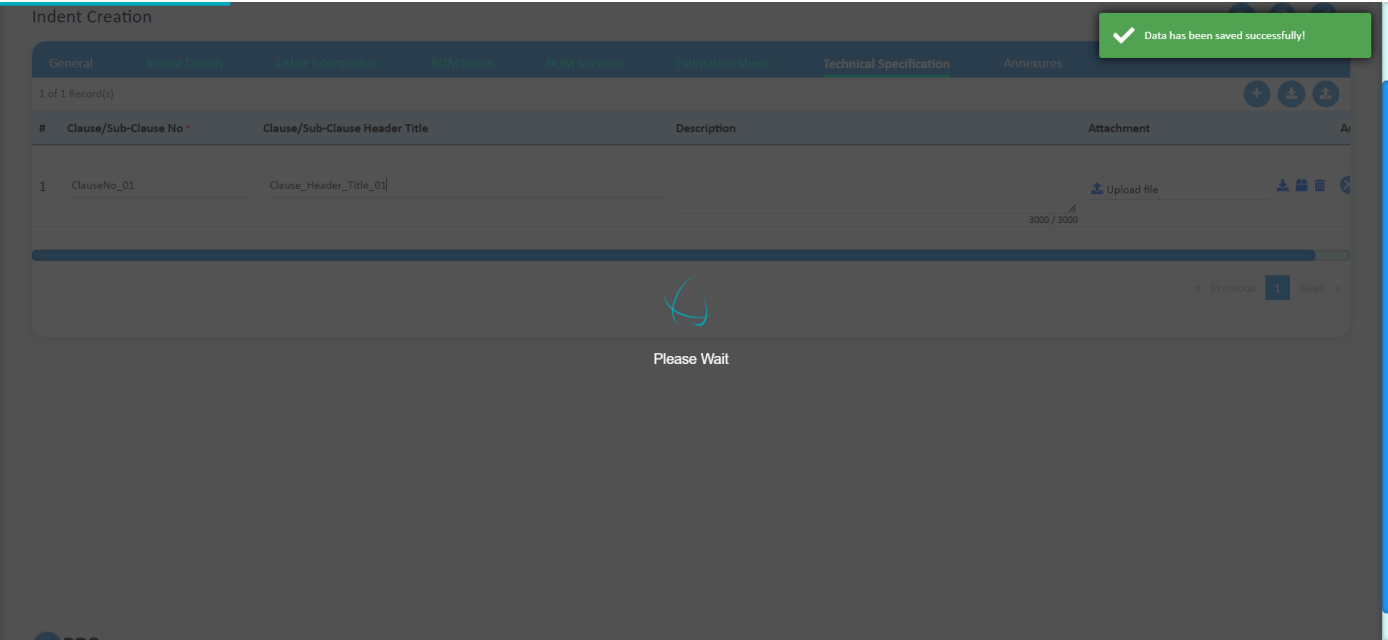 Indent Creation
Data has been saved successfully!
General Indent Details Other Information BOM Items BOM Services Estimation Sheet Technical Specification Annexures
1 of 1 Record(s)
# Clause/Sub-Clause No * Clause/Sub-Clause Header Title Description Attachment
1 ClauseNo_01 Clause_Header_Title_01 Upload file
3000 / 3000
« Previous 1 Next »
Please Wait